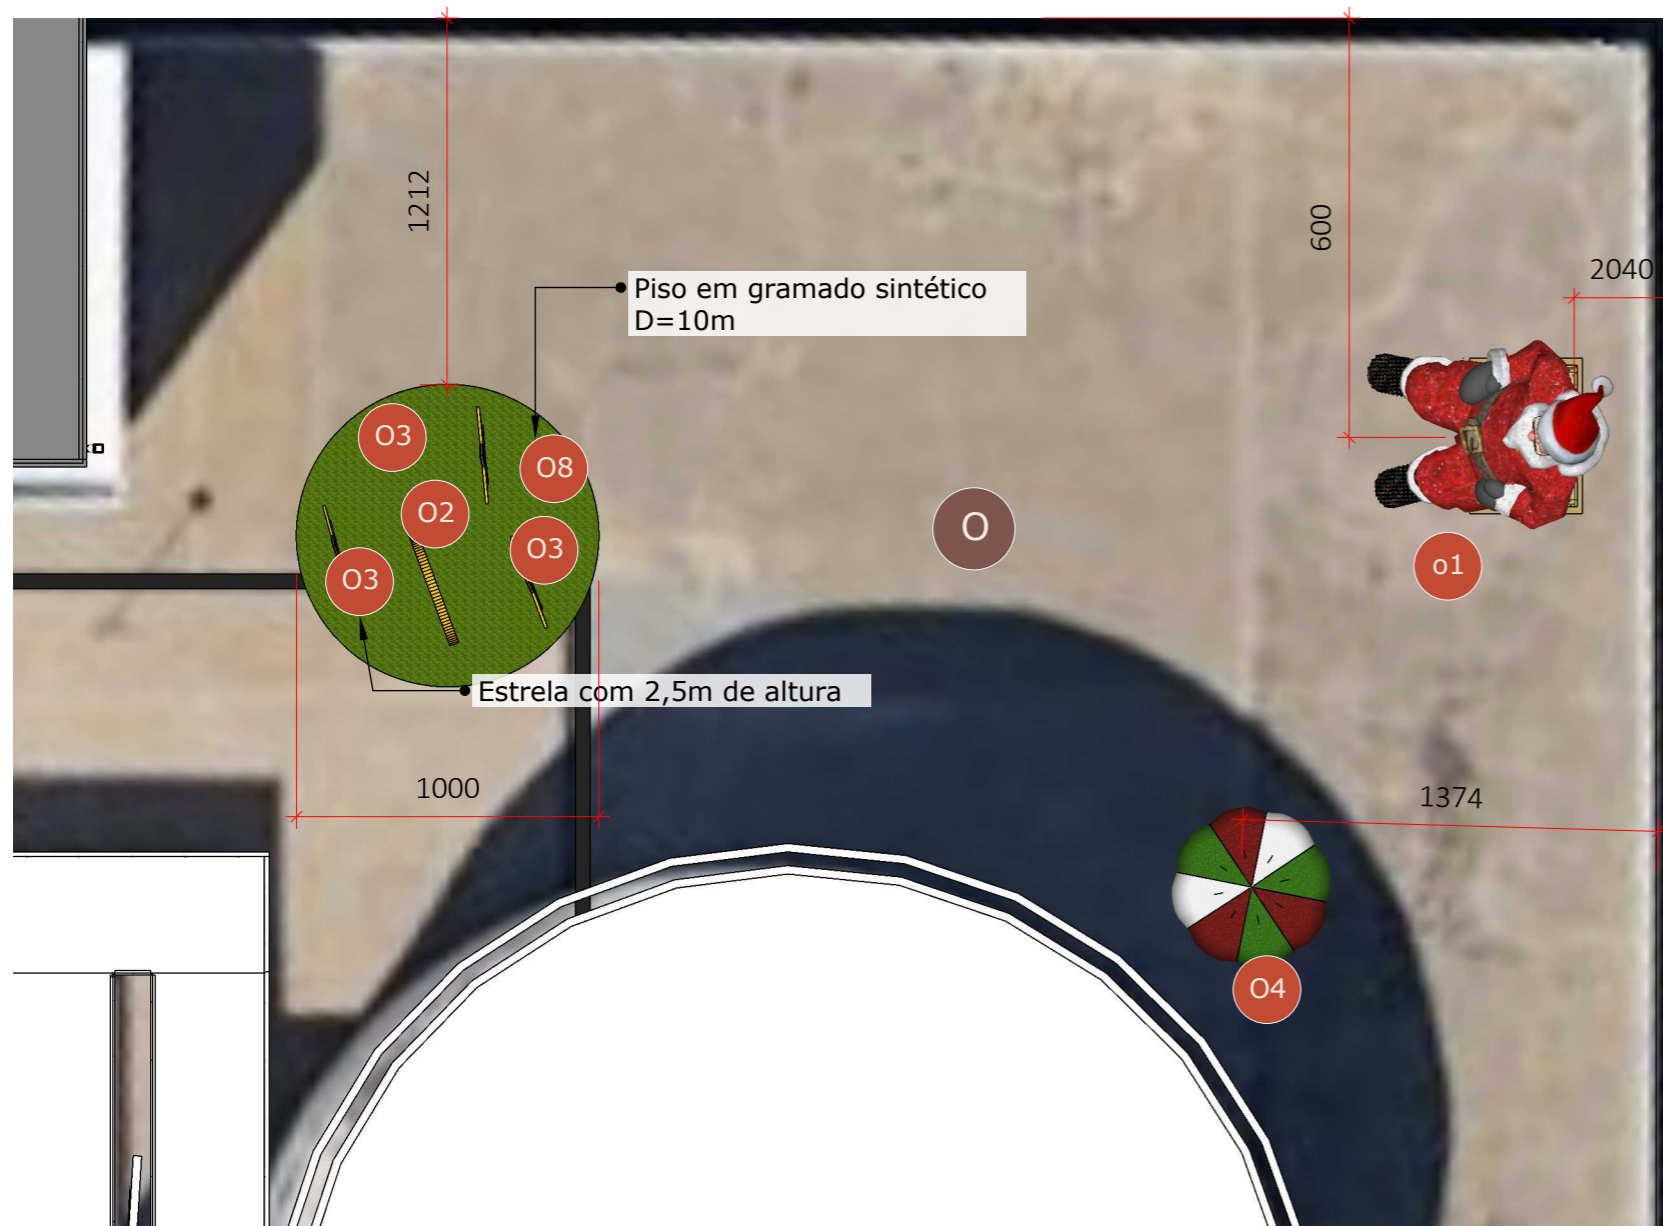 1212
600
2040
Piso em gramado sintético
D=10m
O3
O8
O2
O
O3
o1
O3
Estrela com 2,5m de altura
1000
1374
O4